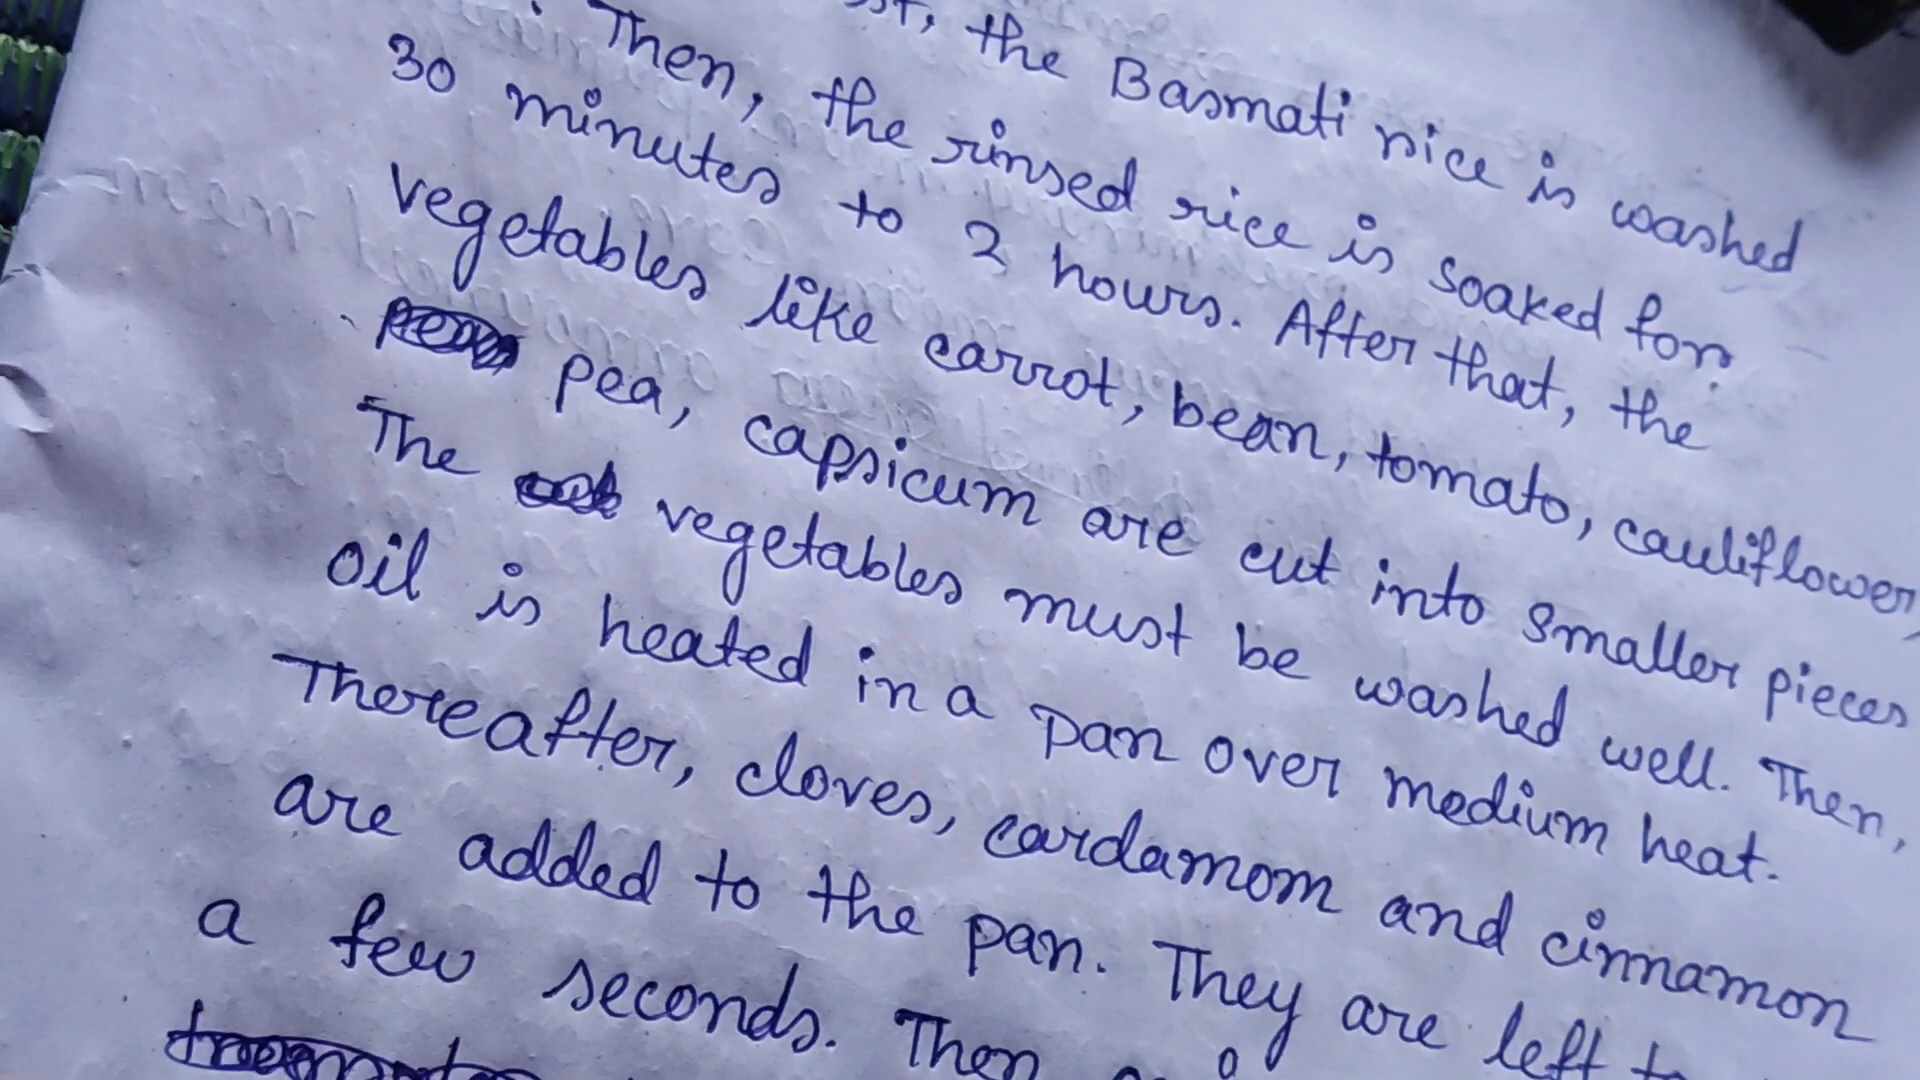 the Basmati rice is washed
Then, the rinsed rice is soaked for
30 minutes to 2 hours. After that, the
vegetables like carrot, bean, tomato, cauliflower,
pea, capsicum are cut into smaller pieces
The vegetables must be washed well. Then,
oil is heated in a pan over medium heat.
Thereafter, cloves, cardamom and cinnamon
are added to the pan. They are left to
a few seconds. Then